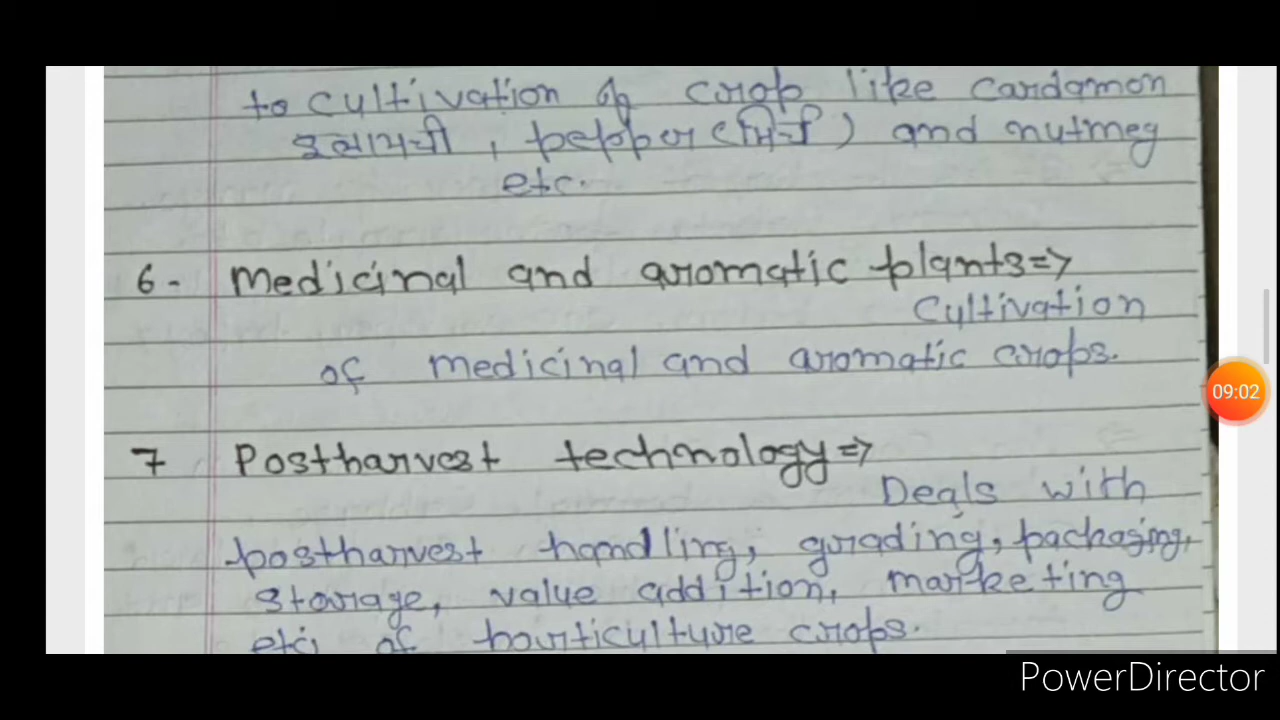 to cultivation of crop like cardamon
इलायची, pepper (मिर्च) and nutmeg
etc.
6- Medicinal and aromatic plants=>
Cultivation
of medicinal and aromatic crops.
7 Postharvest technology=>
Deals with
postharvest handling, grading, packaging,
storage, value addition, marketing
etc. of horticulture crops.
09:02
PowerDirector